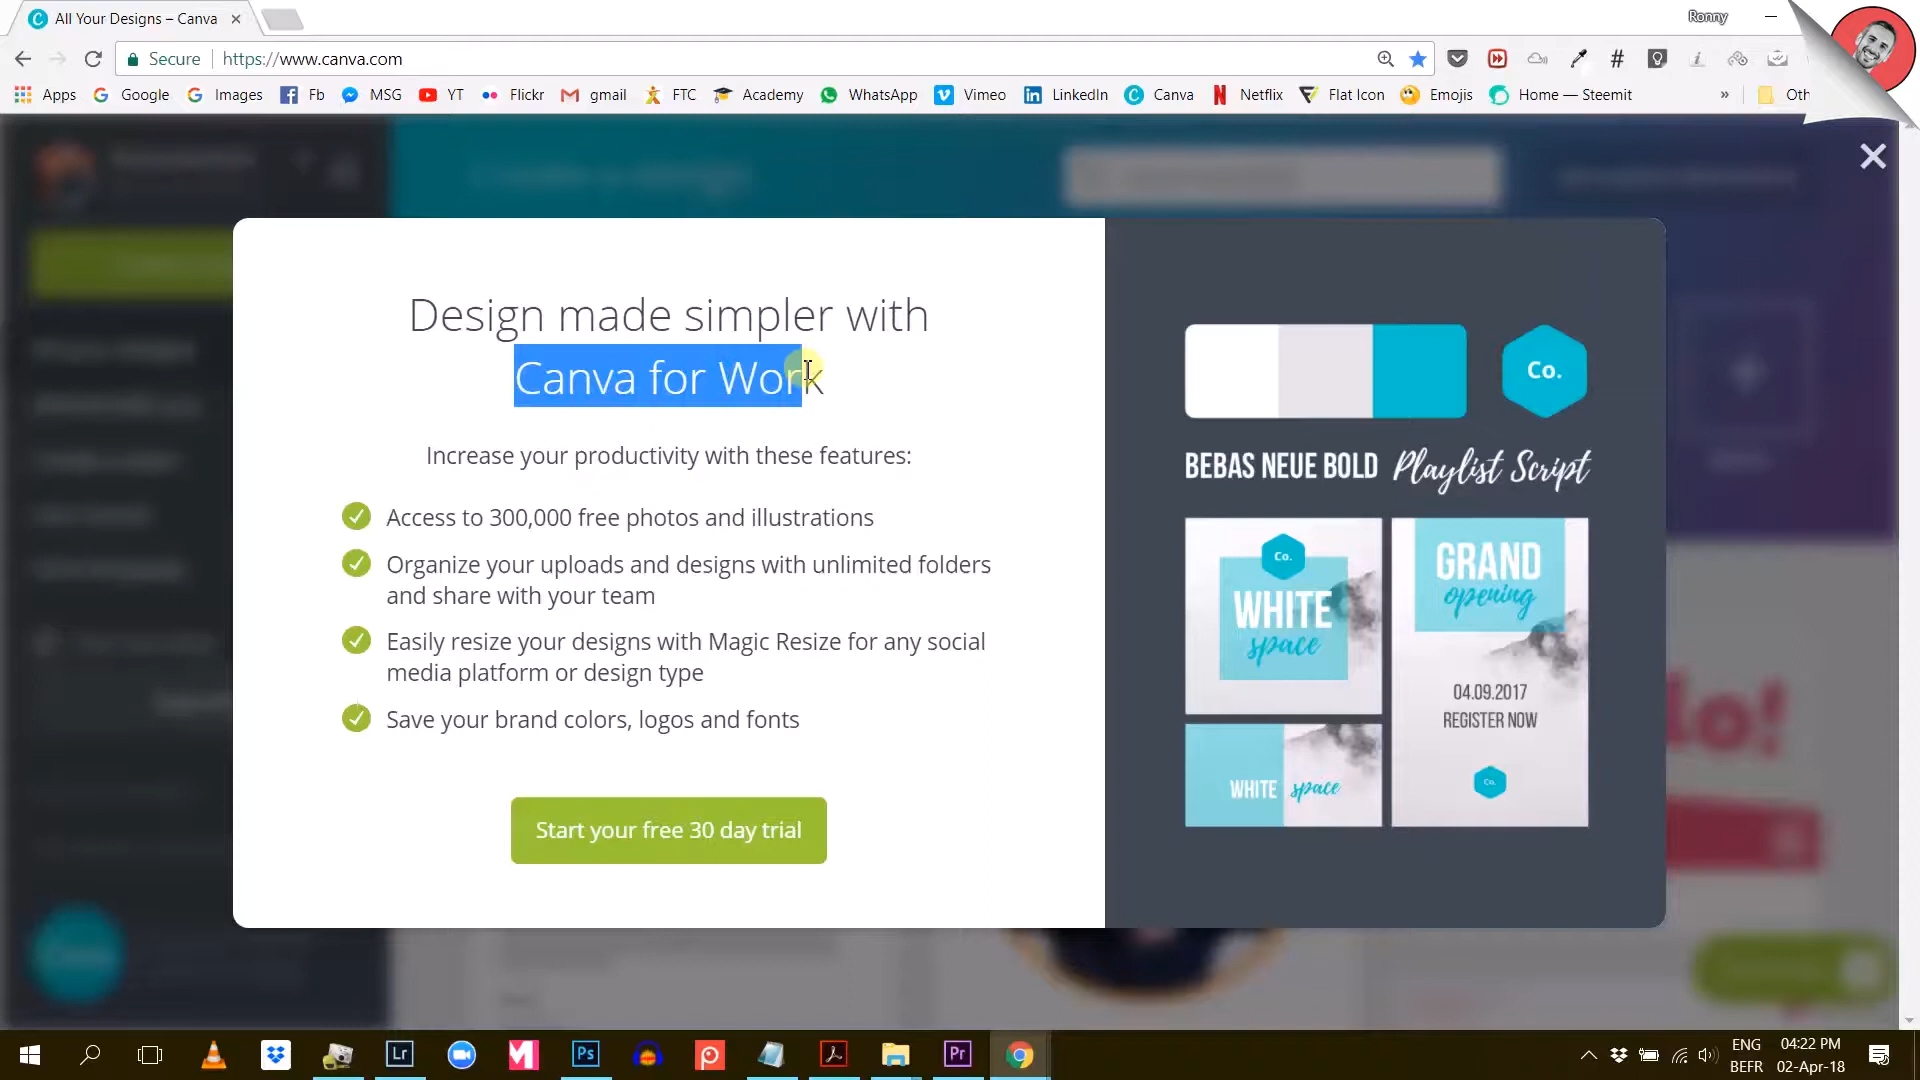 All Your Designs – Canva
Ronny
Secure
https://www.canva.com
Apps
Google
Images
Fb
MSG
YT
Flickr
gmail
FTC
Academy
WhatsApp
Vimeo
LinkedIn
Canva
Netflix
Flat Icon
Emojis
Home — Steemit
»
Oth
Design made simpler with
Canva for Work
Increase your productivity with these features:
Access to 300,000 free photos and illustrations
Organize your uploads and designs with unlimited folders
and share with your team
Easily resize your designs with Magic Resize for any social
media platform or design type
Save your brand colors, logos and fonts
Start your free 30 day trial
Co.
BEBAS NEUE BOLD Playlist Script
Co.
WHITE
space
GRAND
opening
04.09.2017
REGISTER NOW
Co.
WHITE space
Lr
Ps
Pr
ENG
BEFR
04:22 PM
02-Apr-18